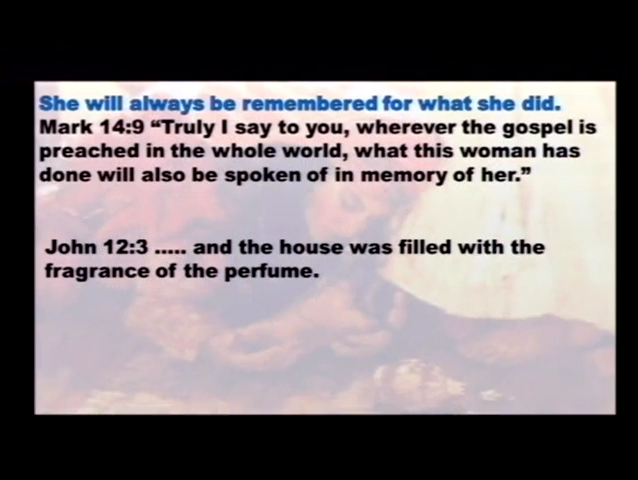 She will always be remembered for what she did.
Mark 14:9 “Truly I say to you, wherever the gospel is
preached in the whole world, what this woman has
done will also be spoken of in memory of her.”
John 12:3 ..... and the house was filled with the
fragrance of the perfume.